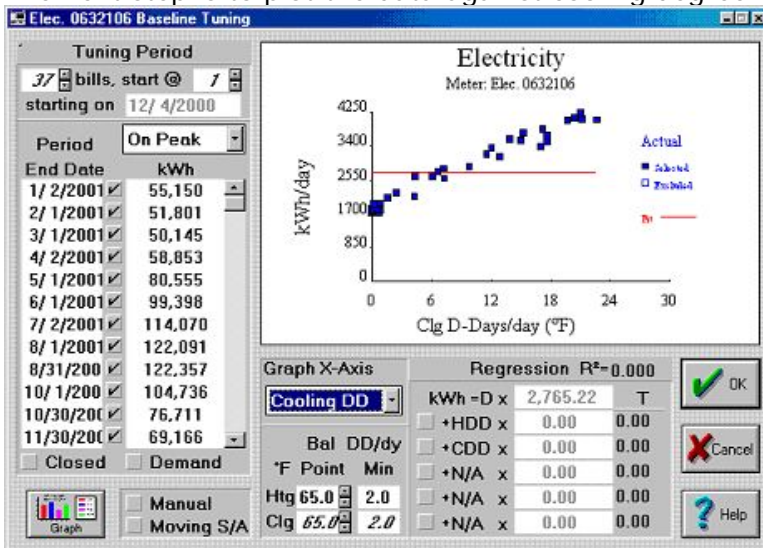 Elec. 0632106 Baseline Tuning
Tuning Period
37 bills, start @ 1
starting on 12/ 4/2000
Period On Peak
End Date kWh
1/ 2/2001 55,150
2/ 1/2001 51,801
3/ 1/2001 50,145
4/ 2/2001 58,853
5/ 1/2001 80,555
6/ 1/2001 99,398
7/ 2/2001 114,070
8/ 1/2001 122,091
8/31/200 122,357
10/ 1/200 104,736
10/30/200 76,711
11/30/200 69,166
Closed Demand
Graph
Manual
Moving S/A
Electricity
Meter: Elec. 0632106
4250
3400
2550
1700
850
0
kWh/day
0 6 12 18 24 30
Clg D-Days/day (°F)
Actual
Selected
Excluded
Fit
Graph X-Axis
Cooling DD
Bal DD/dy
°F Point Min
Htg 65.0 2.0
Clg 65.0 2.0
Regression R²=0.000
kWh =D x 2,765.22 T
+HDD x 0.00 0.00
+CDD x 0.00 0.00
+N/A x 0.00 0.00
+N/A x 0.00 0.00
+N/A x 0.00 0.00
OK
Cancel
Help